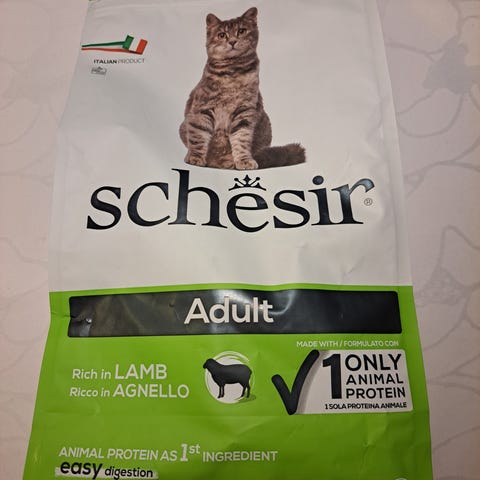 ITALIAN PRODUCT
schesir®
Adult
Rich in LAMB
Ricco in AGNELLO
MADE WITH / FORMULATO CON
1 ONLY
ANIMAL
PROTEIN
1 SOLA PROTEINA ANIMALE
ANIMAL PROTEIN AS 1st INGREDIENT
easy digestion